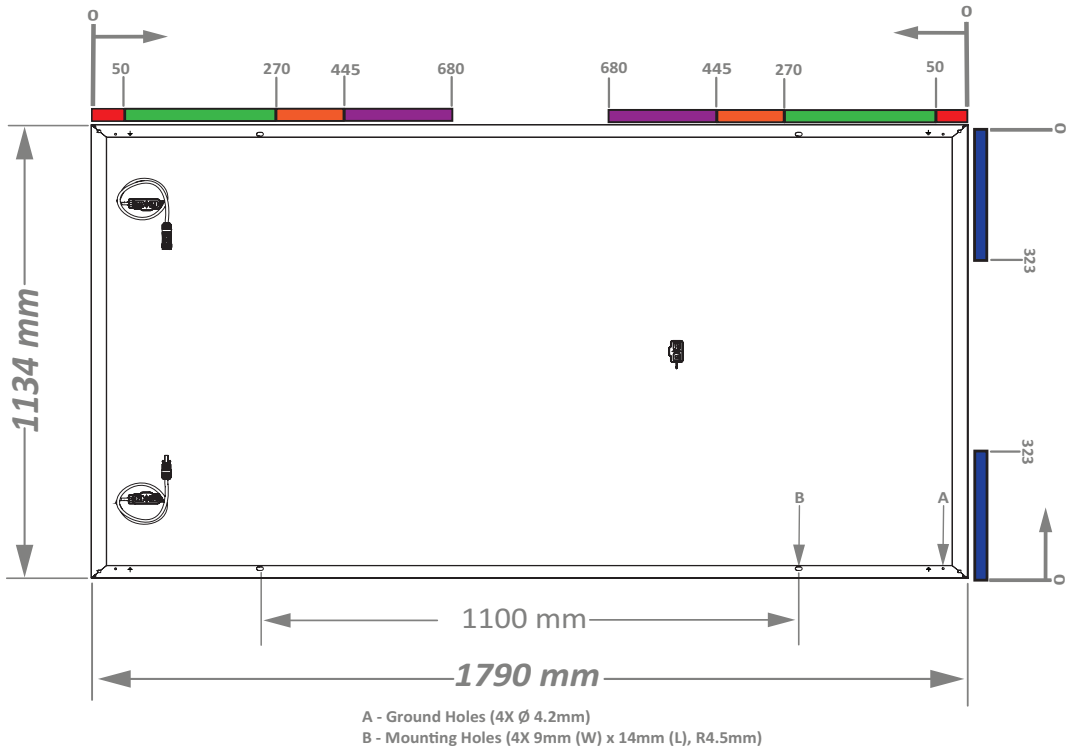 0
0
50
270
445
680
680
445
270
50
0
323
1134 mm
323
B
A
0
1100 mm
1790 mm
A - Ground Holes (4X Ø 4.2mm)
B - Mounting Holes (4X 9mm (W) x 14mm (L), R4.5mm)